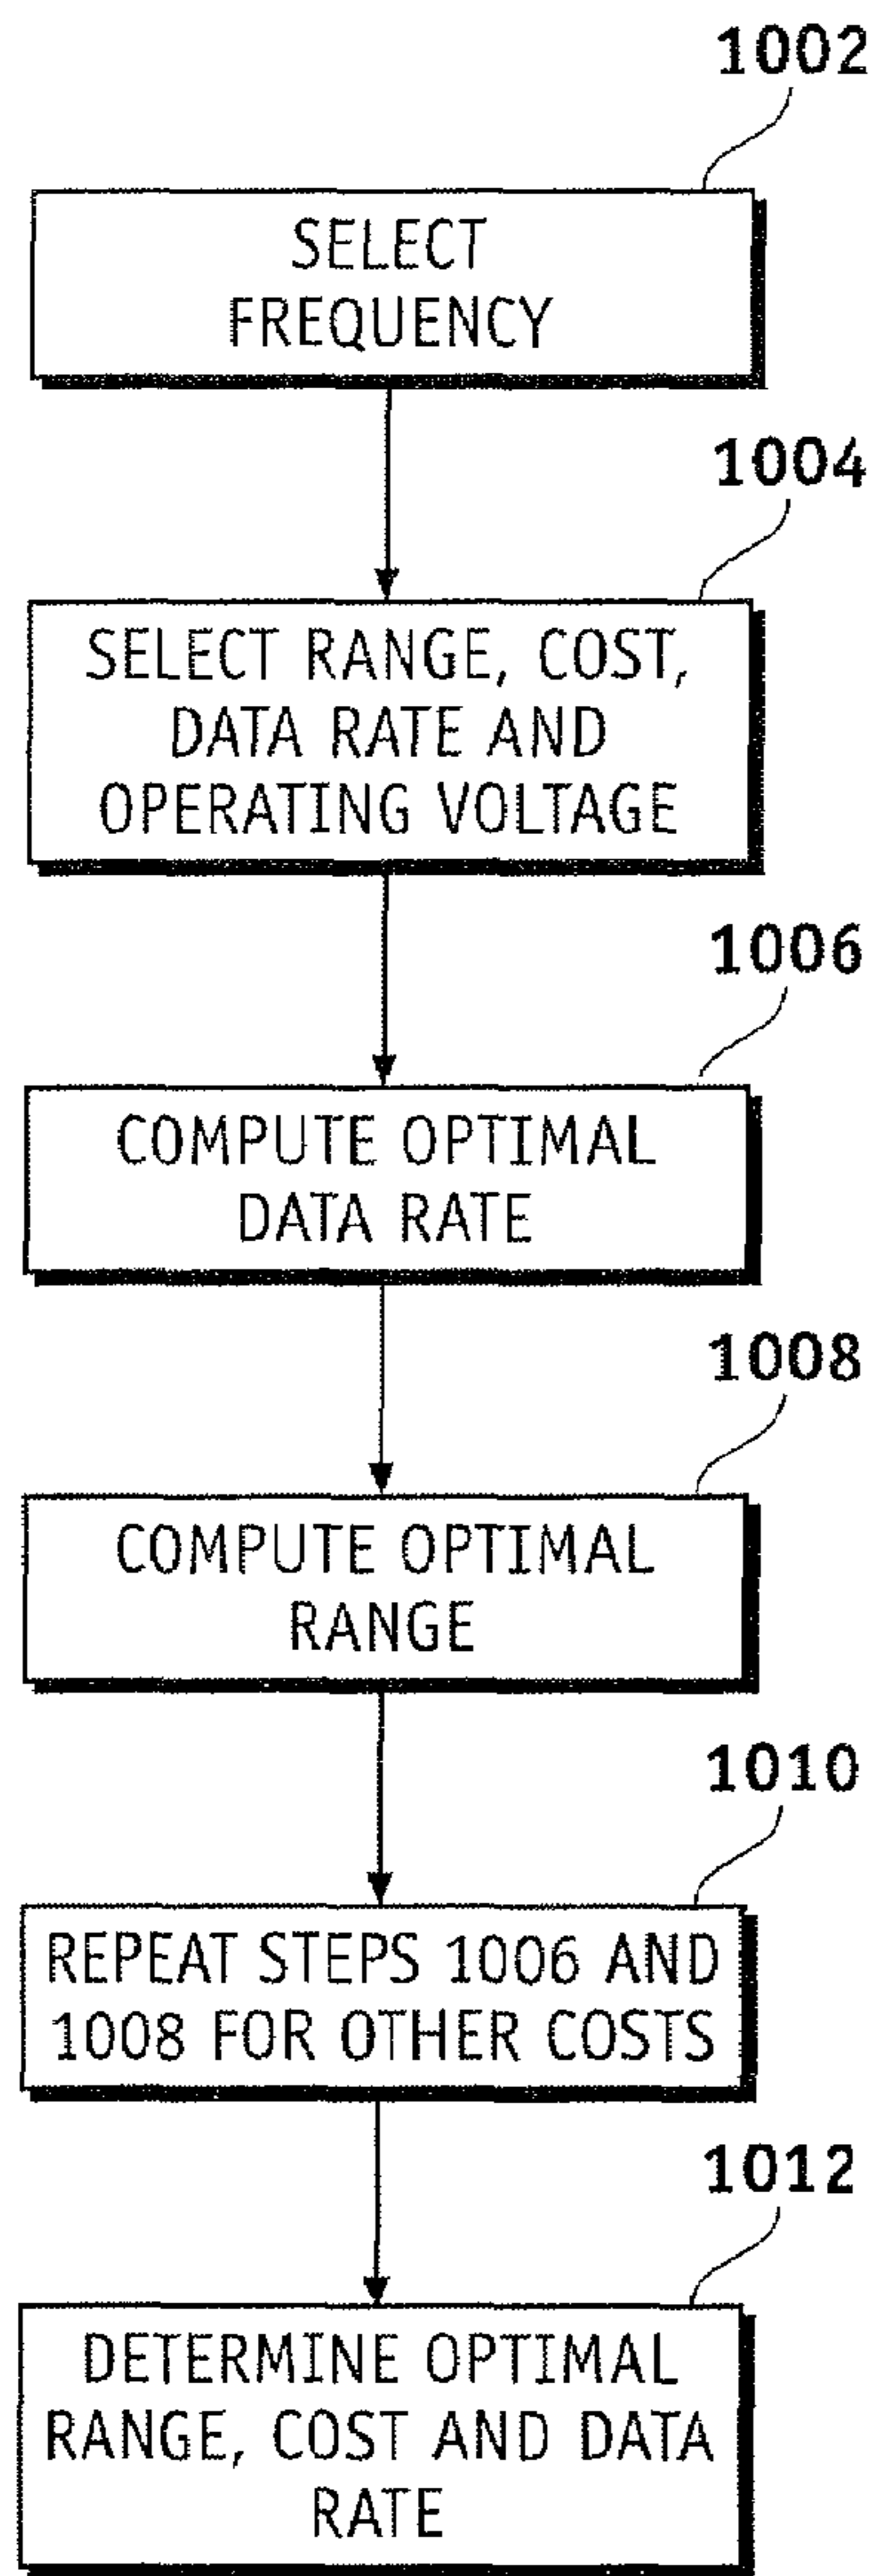 1002
SELECT
FREQUENCY
1004
SELECT RANGE, COST,
DATA RATE AND
OPERATING VOLTAGE
1006
COMPUTE OPTIMAL
DATA RATE
1008
COMPUTE OPTIMAL
RANGE
1010
REPEAT STEPS 1006 AND
1008 FOR OTHER COSTS
1012
DETERMINE OPTIMAL
RANGE, COST AND DATA
RATE